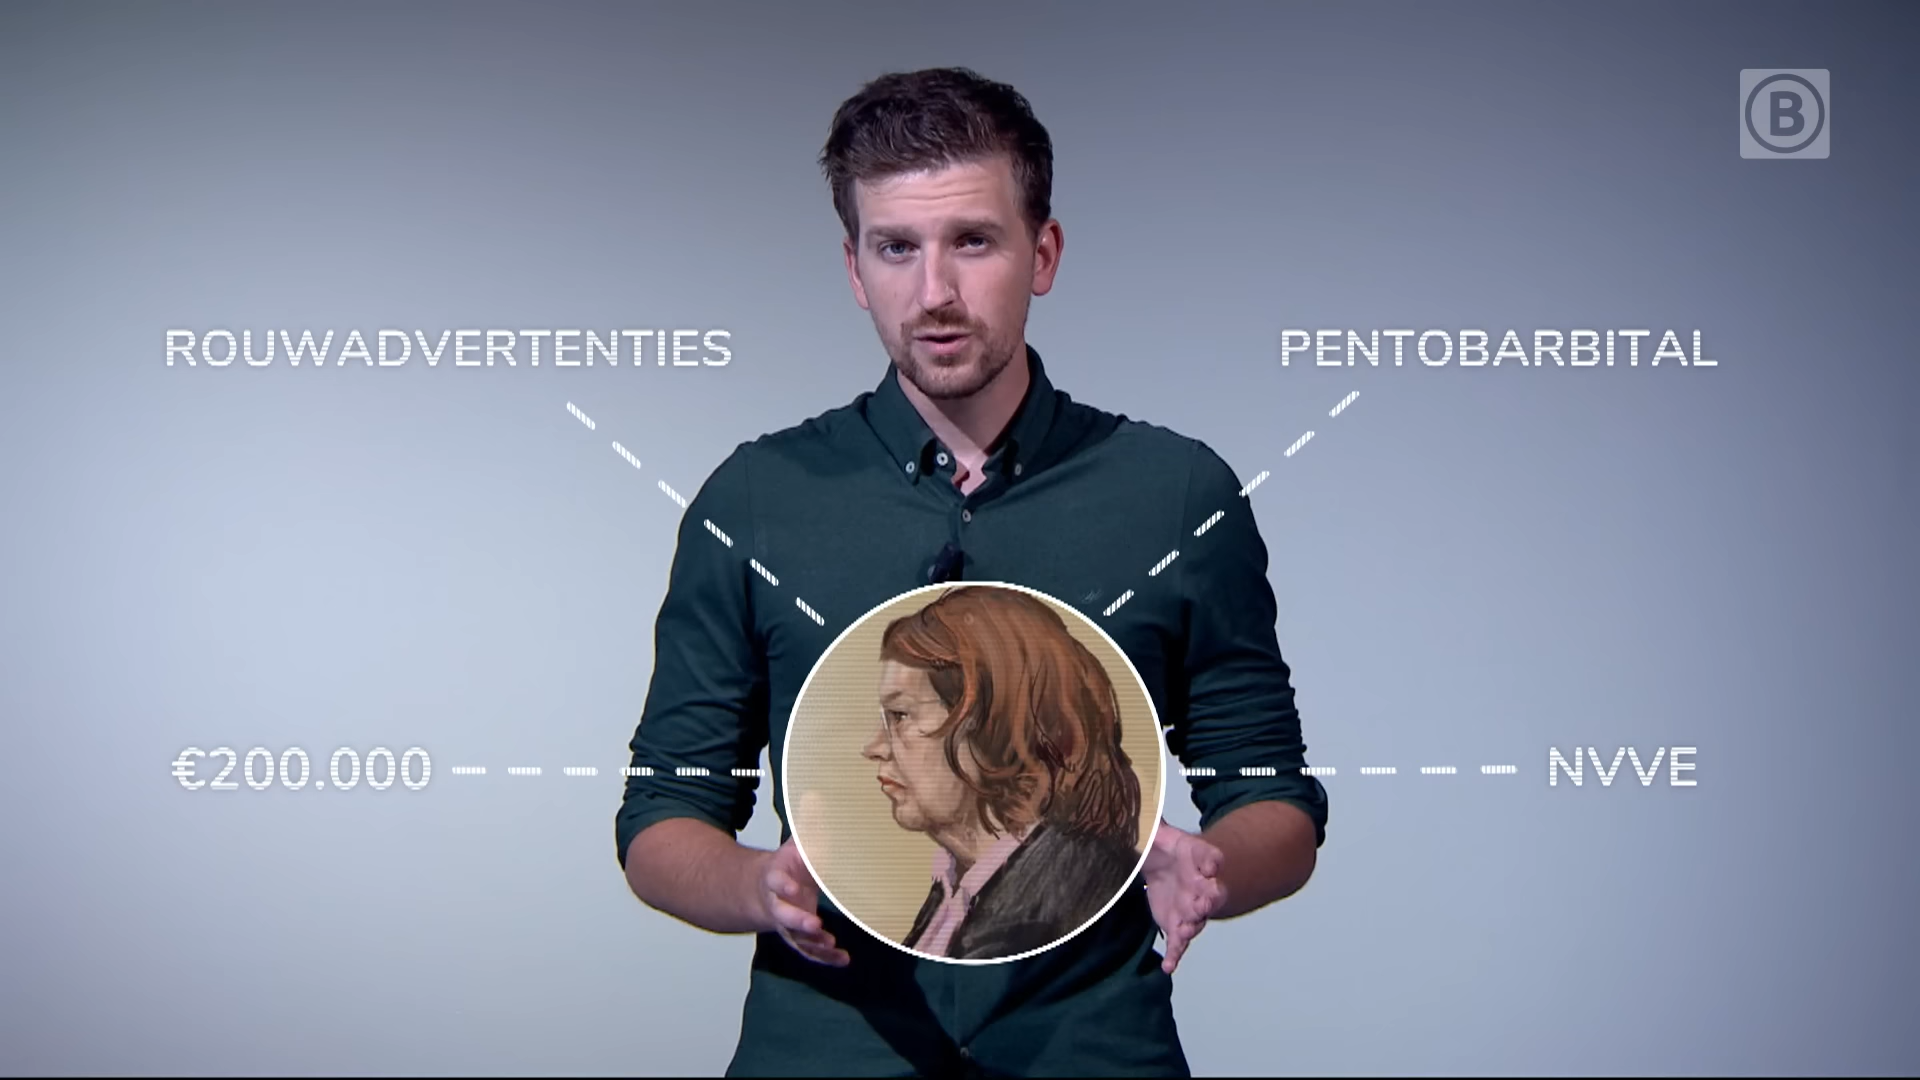 B
ROUWADVERTENTIES
PENTOBARBITAL
€200.000
NVVE